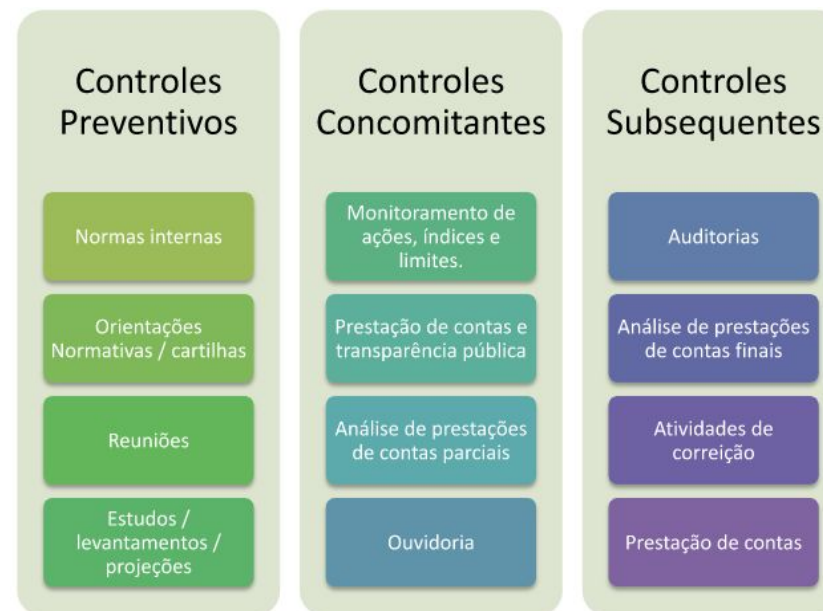 Controles
Preventivos
Normas internas
Orientações
Normativas / cartilhas
Reuniões
Estudos /
levantamentos /
projeções
Controles
Concomitantes
Monitoramento de
ações, índices e
limites.
Prestação de contas e
transparência pública
Análise de prestações
de contas parciais
Ouvidoria
Controles
Subsequentes
Auditorias
Análise de prestações
de contas finais
Atividades de
correição
Prestação de contas